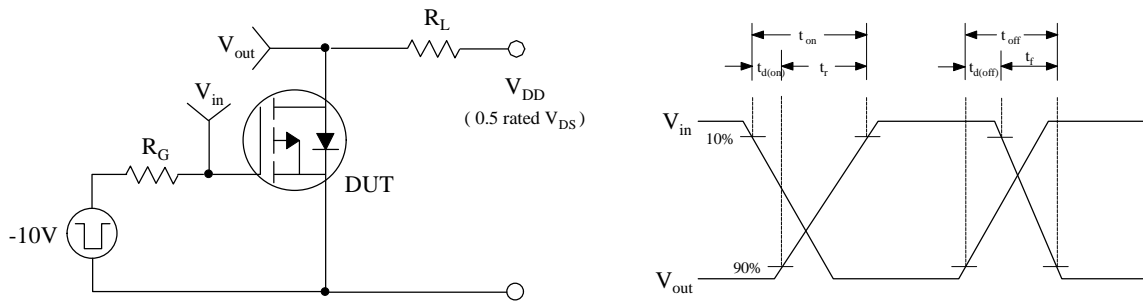 V_out
R_L
V_DD
( 0.5 rated V_DS )
V_in
R_G
DUT
-10V
t_on
t_off
t_d(on)
t_r
t_d(off)
t_f
V_in
10%
90%
V_out